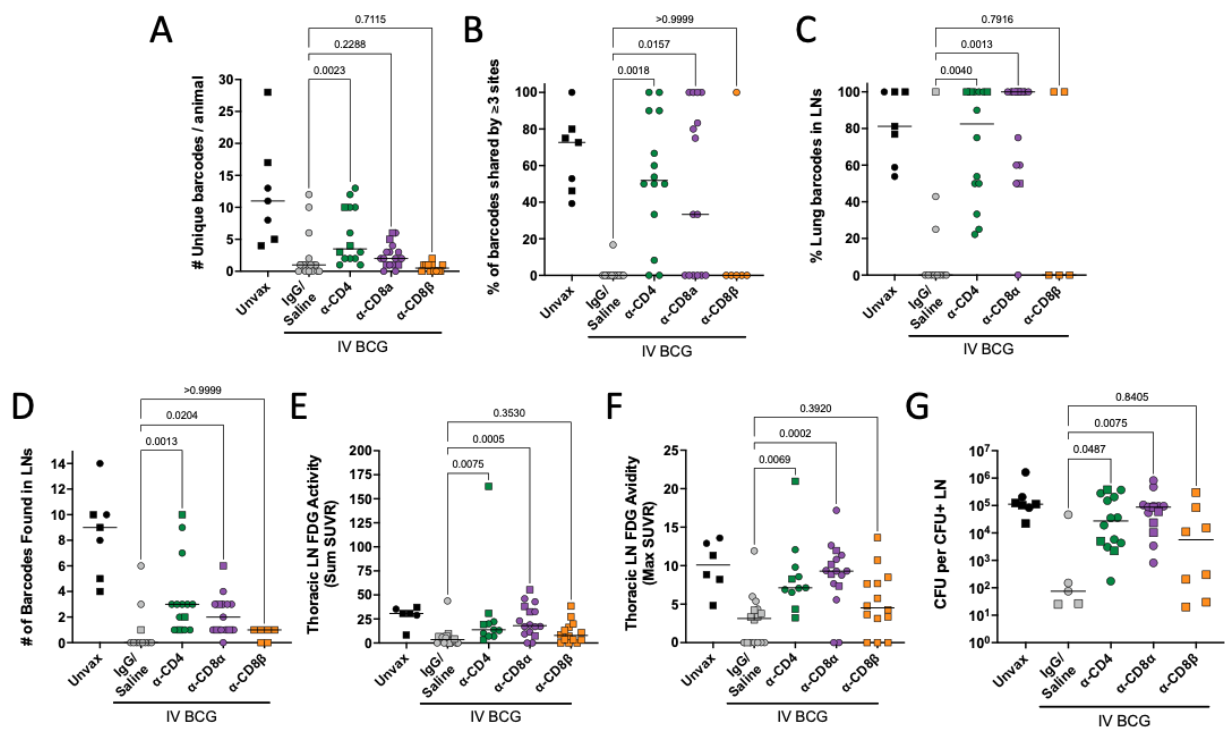 A
0.7115
0.2288
0.0023
# Unique barcodes / animal
30
25
20
15
10
5
0
Unvax
IgG/
Saline
α-CD4
α-CD8α
α-CD8β
IV BCG
B
>0.9999
0.0157
0.0018
% of barcodes shared by ≥3 sites
100
80
60
40
20
0
Unvax
IgG/
Saline
α-CD4
α-CD8a
α-CD8β
IV BCG
C
0.7916
0.0013
0.0040
% Lung barcodes in LNs
100
80
60
40
20
0
Unvax
IgG/
Saline
α-CD4
α-CD8α
α-CD8β
IV BCG
D
>0.9999
0.0204
0.0013
# of Barcodes Found in LNs
14
12
10
8
6
4
2
0
Unvax
IgG/
Saline
α-CD4
α-CD8α
α-CD8β
IV BCG
E
0.3530
0.0005
0.0075
Thoracic LN FDG Activity
(Sum SUVR)
200
175
150
125
100
75
50
25
0
Unvax
IgG/
Saline
α-CD4
α-CD8α
α-CD8β
IV BCG
F
0.3920
0.0002
0.0069
Thoracic LN FDG Avidity
(Max SUVR)
25
20
15
10
5
0
Unvax
IgG/
Saline
α-CD4
α-CD8α
α-CD8β
IV BCG
G
0.8405
0.0075
0.0487
CFU per CFU+ LN
10⁷
10⁶
10⁵
10⁴
10³
10²
10¹
10⁰
Unvax
IgG/
Saline
α-CD4
α-CD8α
α-CD8β
IV BCG